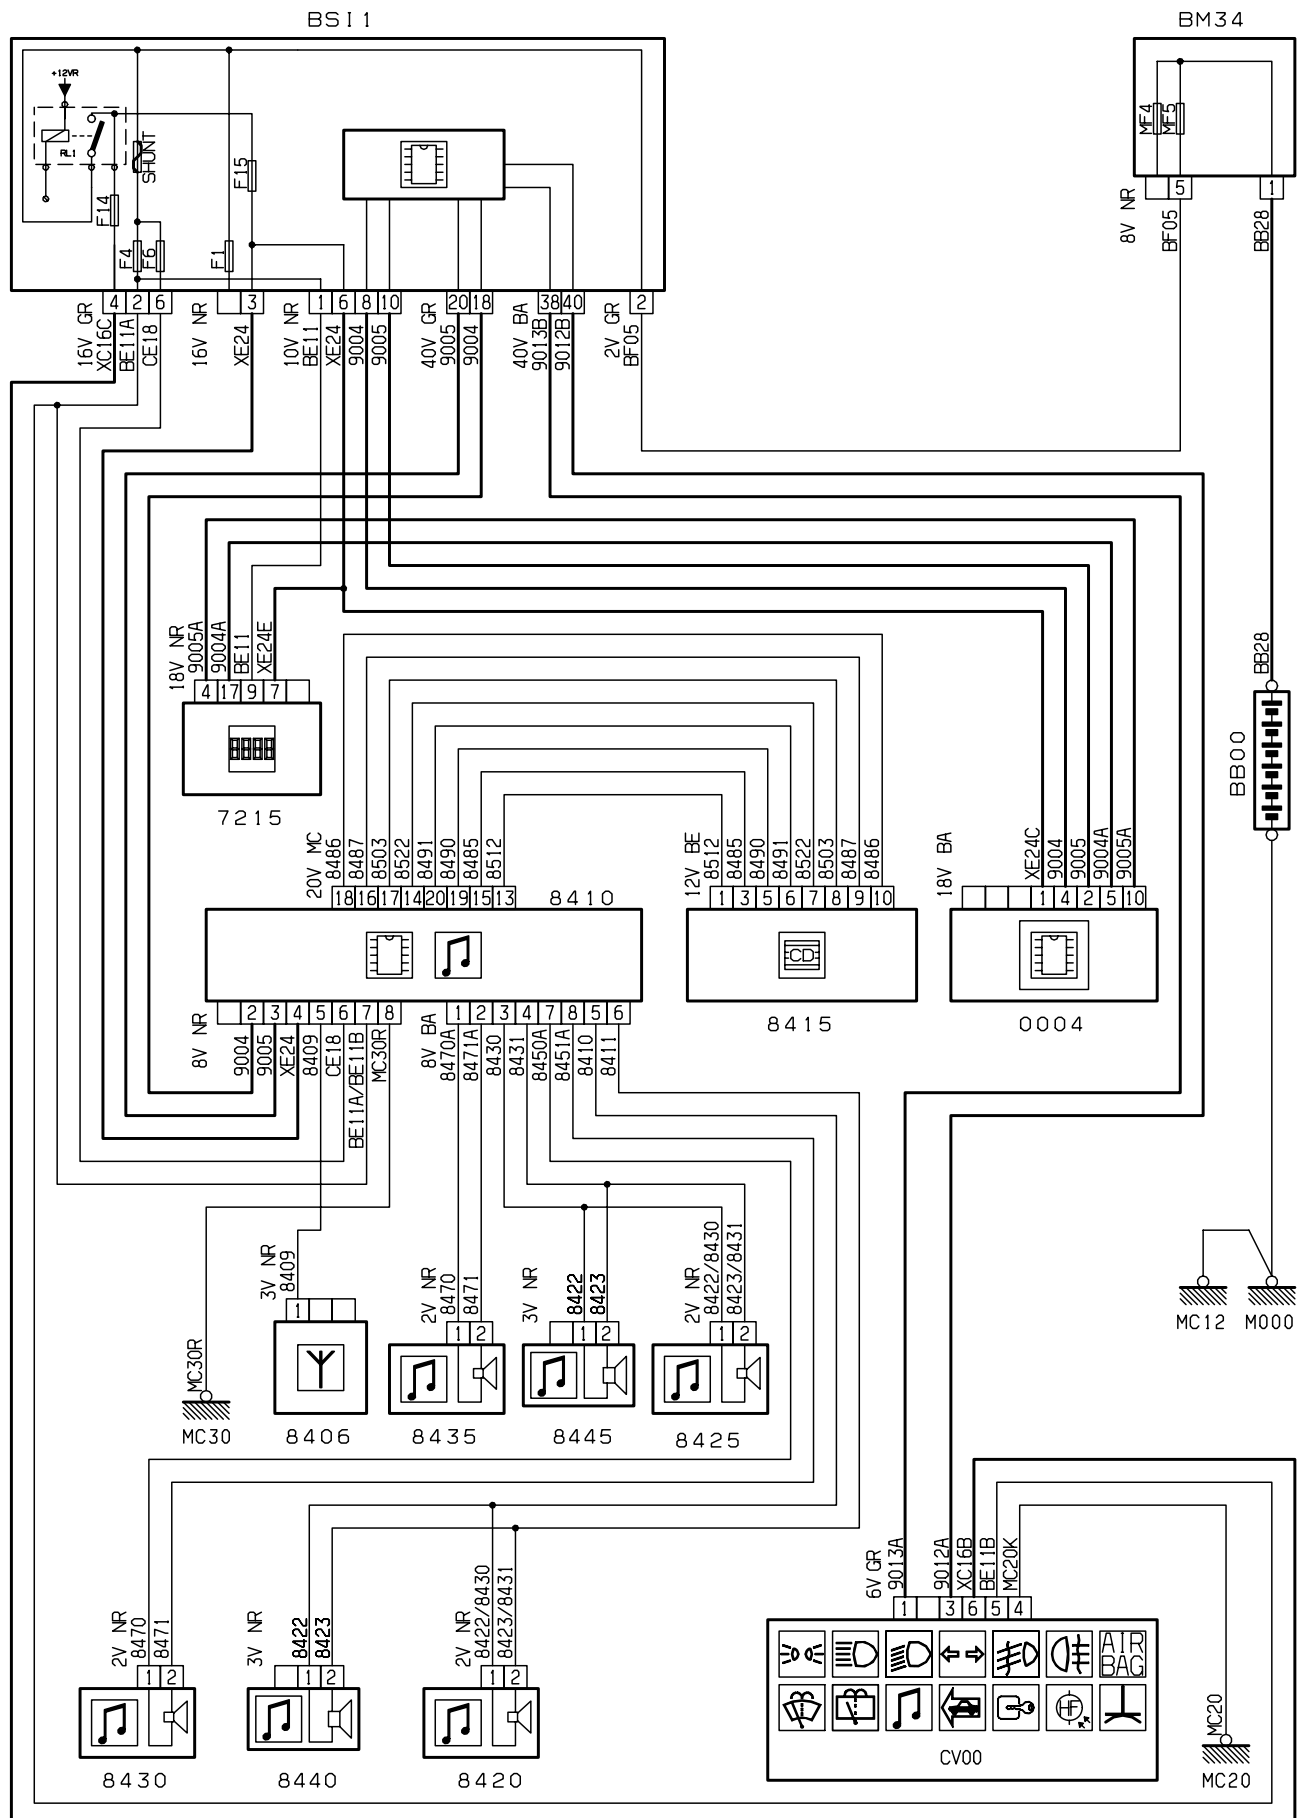 BSI1
BM34
+12VR
RL1
SHUNT
F14
F15
F4
F6
F1
MF4
MF5
5
1
8V NR
BF05
BB28
4
2
6
3
1
6
8
10
20
18
38
40
2
16V GR
XC16C
BE11A
CE18
16V NR
XE24
10V NR
BE11
XE24
9004
9005
40V GR
9005
9004
40V BA
9013B
9012B
2V GR
BF05
18V NR
9005A
9004A
BE11
XE24E
4
17
9
7
7215
BB28
BB00
20V MC
8486
8487
8503
8522
8491
8490
8485
8512
18
16
17
14
20
19
15
13
8410
12V BE
8512
8485
8490
8491
8522
8503
8487
8486
1
3
5
6
7
8
9
10
CD
8415
18V BA
XE24C
9004
9005
9004A
9005A
1
4
2
5
10
0004
2
3
4
5
6
7
8
8V NR
9004
9005
XE24
8409
CE18
BE11A/BE11B
MC30R
1
2
3
4
7
8
5
6
8V BA
8470A
8471A
8430
8431
8450A
8451A
8410
8411
MC12
M000
3V NR
8409
1
8406
MC30R
MC30
2V NR
8470
8471
1
2
8435
3V NR
8422
8423
1
2
8445
2V NR
8422/8430
8423/8431
1
2
8425
2V NR
8470
8471
1
2
8430
3V NR
8422
8423
1
2
8440
2V NR
8422/8430
8423/8431
1
2
8420
6V GR
9013A
9012A
XC16B
BE11B
MC20K
1
3
6
5
4
AIR
BAG
HF
CV00
MC20
MC20